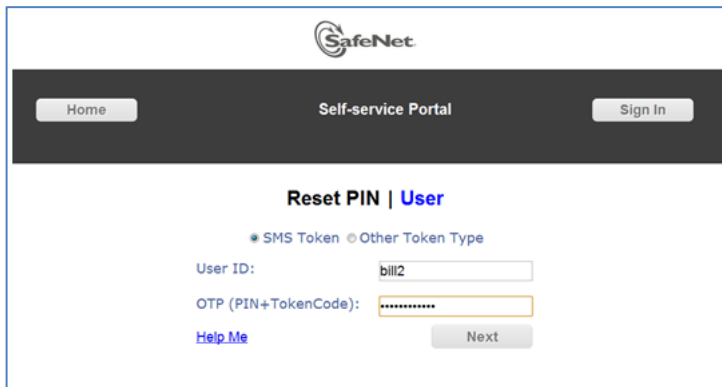 SafeNet.
Home Self-service Portal Sign In
Reset PIN | User
SMS Token Other Token Type
User ID: bill2
OTP (PIN+TokenCode): ••••••••••••
Help Me Next